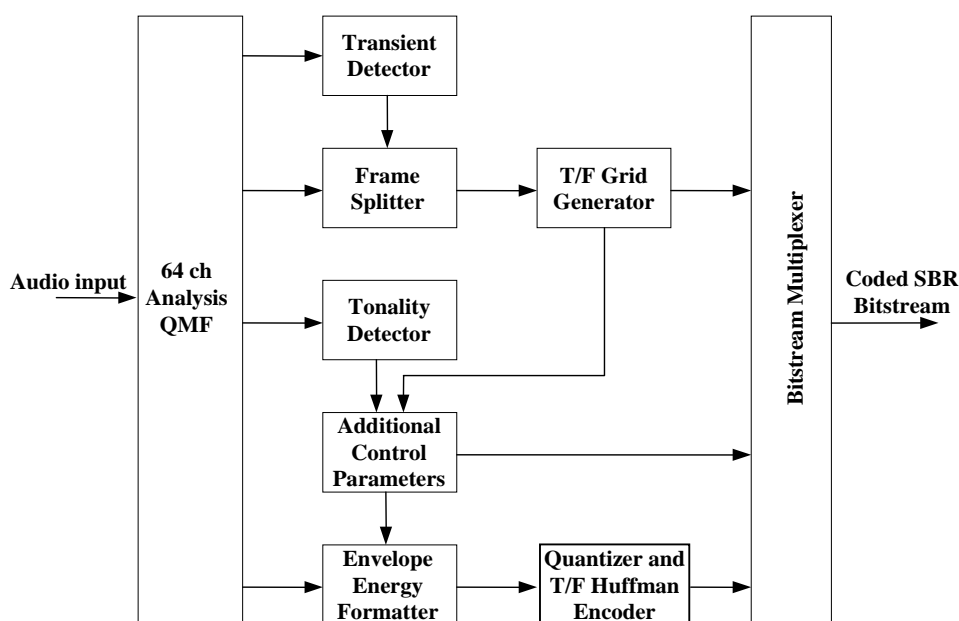 Transient
Detector
Frame
Splitter
T/F Grid
Generator
Audio input
64 ch
Analysis
QMF
Tonality
Detector
Bitstream Multiplexer
Coded SBR
Bitstream
Additional
Control
Parameters
Envelope
Energy
Formatter
Quantizer and
T/F Huffman
Encoder